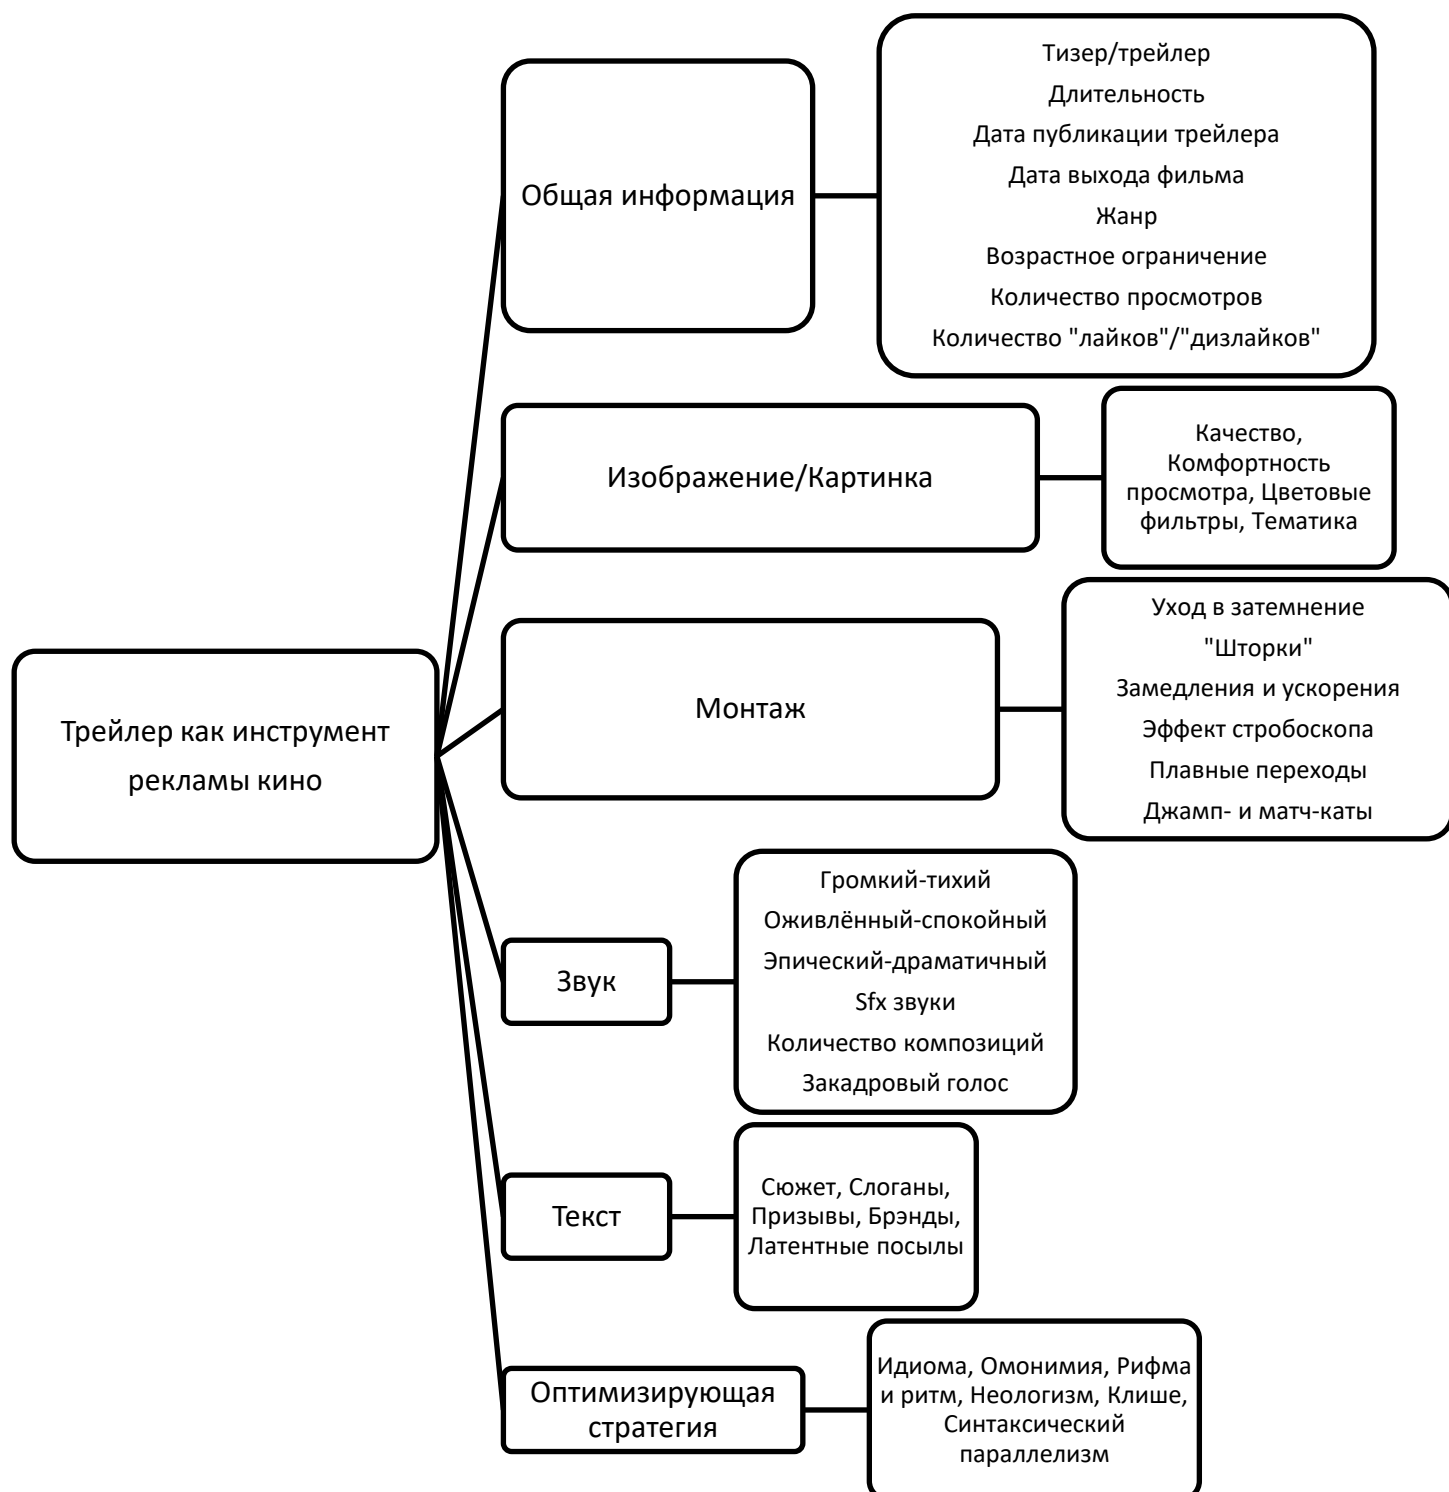 Трейлер как инструмент
рекламы кино
Общая информация
Тизер/трейлер
Длительность
Дата публикации трейлера
Дата выхода фильма
Жанр
Возрастное ограничение
Количество просмотров
Количество "лайков"/"дизлайков"
Изображение/Картинка
Качество,
Комфортность
просмотра, Цветовые
фильтры, Тематика
Монтаж
Уход в затемнение
"Шторки"
Замедления и ускорения
Эффект стробоскопа
Плавные переходы
Джамп- и матч-каты
Звук
Громкий-тихий
Оживлённый-спокойный
Эпический-драматичный
Sfx звуки
Количество композиций
Закадровый голос
Текст
Сюжет, Слоганы,
Призывы, Брэнды,
Латентные посылы
Оптимизирующая
стратегия
Идиома, Омонимия, Рифма
и ритм, Неологизм, Клише,
Синтаксический
параллелизм